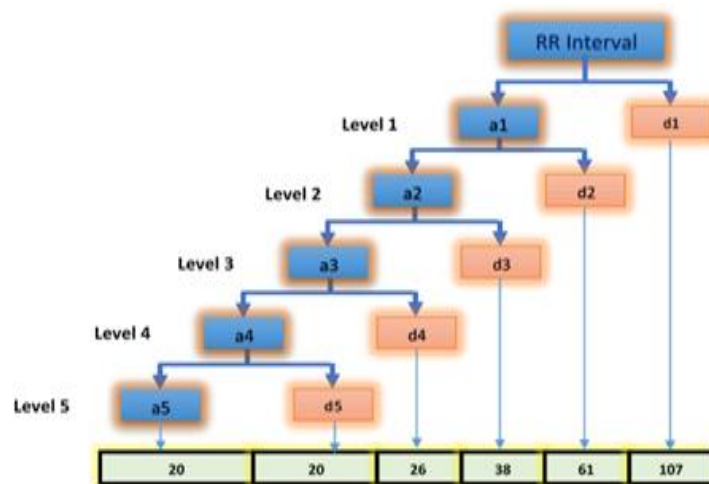 RR Interval
Level 1 a1 d1
Level 2 a2 d2
Level 3 a3 d3
Level 4 a4 d4
Level 5 a5 d5
20 20 26 38 61 107